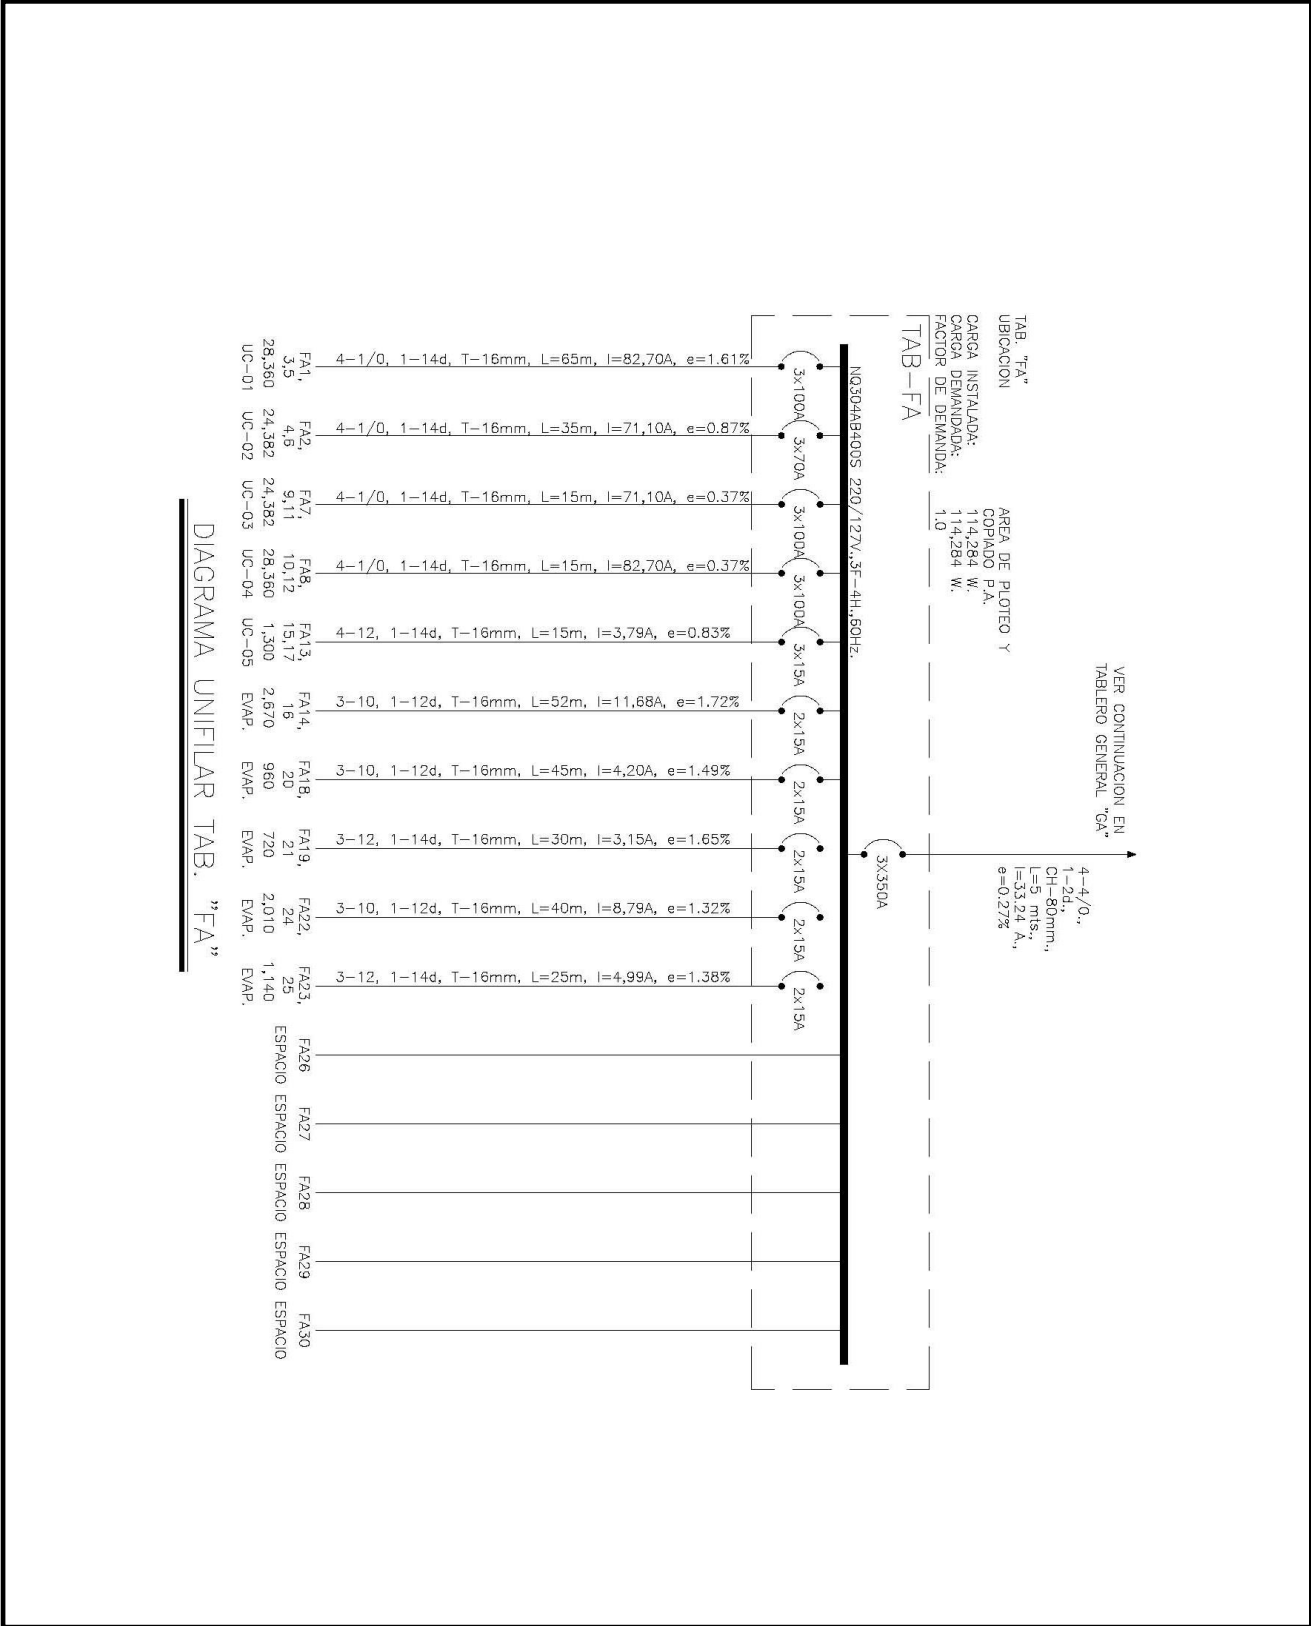 VER CONTINUACION EN
TABLERO GENERAL "GA"
4-4/0.,
1-2d.,
CH-80mm.,
L=5 mts.,
I=33,24 A.,
e=0.27%
TAB. "FA"
UBICACION
AREA DE PLOTEO Y
COPIADO P.A.
CARGA INSTALADA: 114,284 W.
CARGA DEMANDADA: 114,284 W.
FACTOR DE DEMANDA: 1.0
TAB-FA
3X350A
NQ304AB400S 220/127V.,3F-4H.,60Hz.
3x100A
3x70A
3x100A
3x100A
3x15A
2x15A
2x15A
2x15A
2x15A
2x15A
4-1/0, 1-14d, T-16mm, L=65m, I=82,70A, e=1.61%
4-1/0, 1-14d, T-16mm, L=35m, I=71,10A, e=0.87%
4-1/0, 1-14d, T-16mm, L=15m, I=71,10A, e=0.37%
4-1/0, 1-14d, T-16mm, L=15m, I=82,70A, e=0.37%
4-12, 1-14d, T-16mm, L=15m, I=3,79A, e=0.83%
3-10, 1-12d, T-16mm, L=52m, I=11,68A, e=1.72%
3-10, 1-12d, T-16mm, L=45m, I=4,20A, e=1.49%
3-12, 1-14d, T-16mm, L=30m, I=3,15A, e=1.65%
3-10, 1-12d, T-16mm, L=40m, I=8,79A, e=1.32%
3-12, 1-14d, T-16mm, L=25m, I=4,99A, e=1.38%
FA1,
3,5
28,360
UC-01
FA2,
4,6
24,382
UC-02
FA7,
9,11
24,382
UC-03
FA8,
10,12
28,360
UC-04
FA13,
15,17
1,300
UC-05
FA14,
16
2,670
EVAP.
FA18,
20
960
EVAP.
FA19,
21
720
EVAP.
FA22,
24
2,010
EVAP.
FA23,
25
1,140
EVAP.
FA26
ESPACIO
FA27
ESPACIO
FA28
ESPACIO
FA29
ESPACIO
FA30
ESPACIO
DIAGRAMA UNIFILAR TAB. "FA"